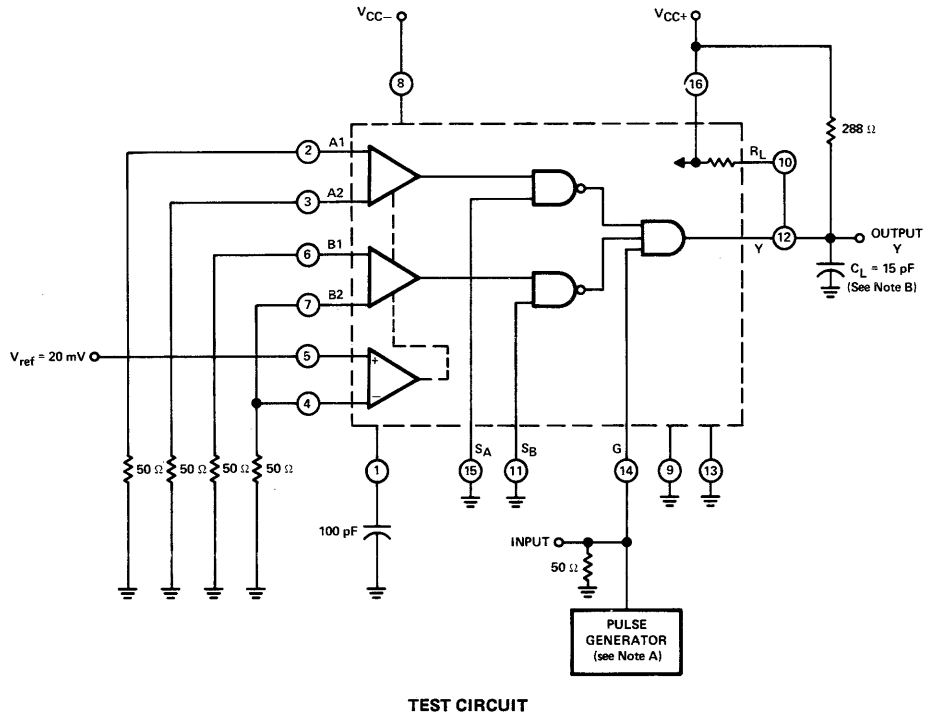 VCC−
VCC+
8
16
288 Ω
RL
10
2
A1
3
A2
6
B1
7
B2
Y
12
OUTPUT
Y
CL = 15 pF
(See Note B)
Vref = 20 mV
5
+
4
−
50 Ω
50 Ω
50 Ω
50 Ω
1
SA
15
SB
11
G
14
9
13
100 pF
INPUT
50 Ω
PULSE
GENERATOR
(see Note A)
TEST CIRCUIT